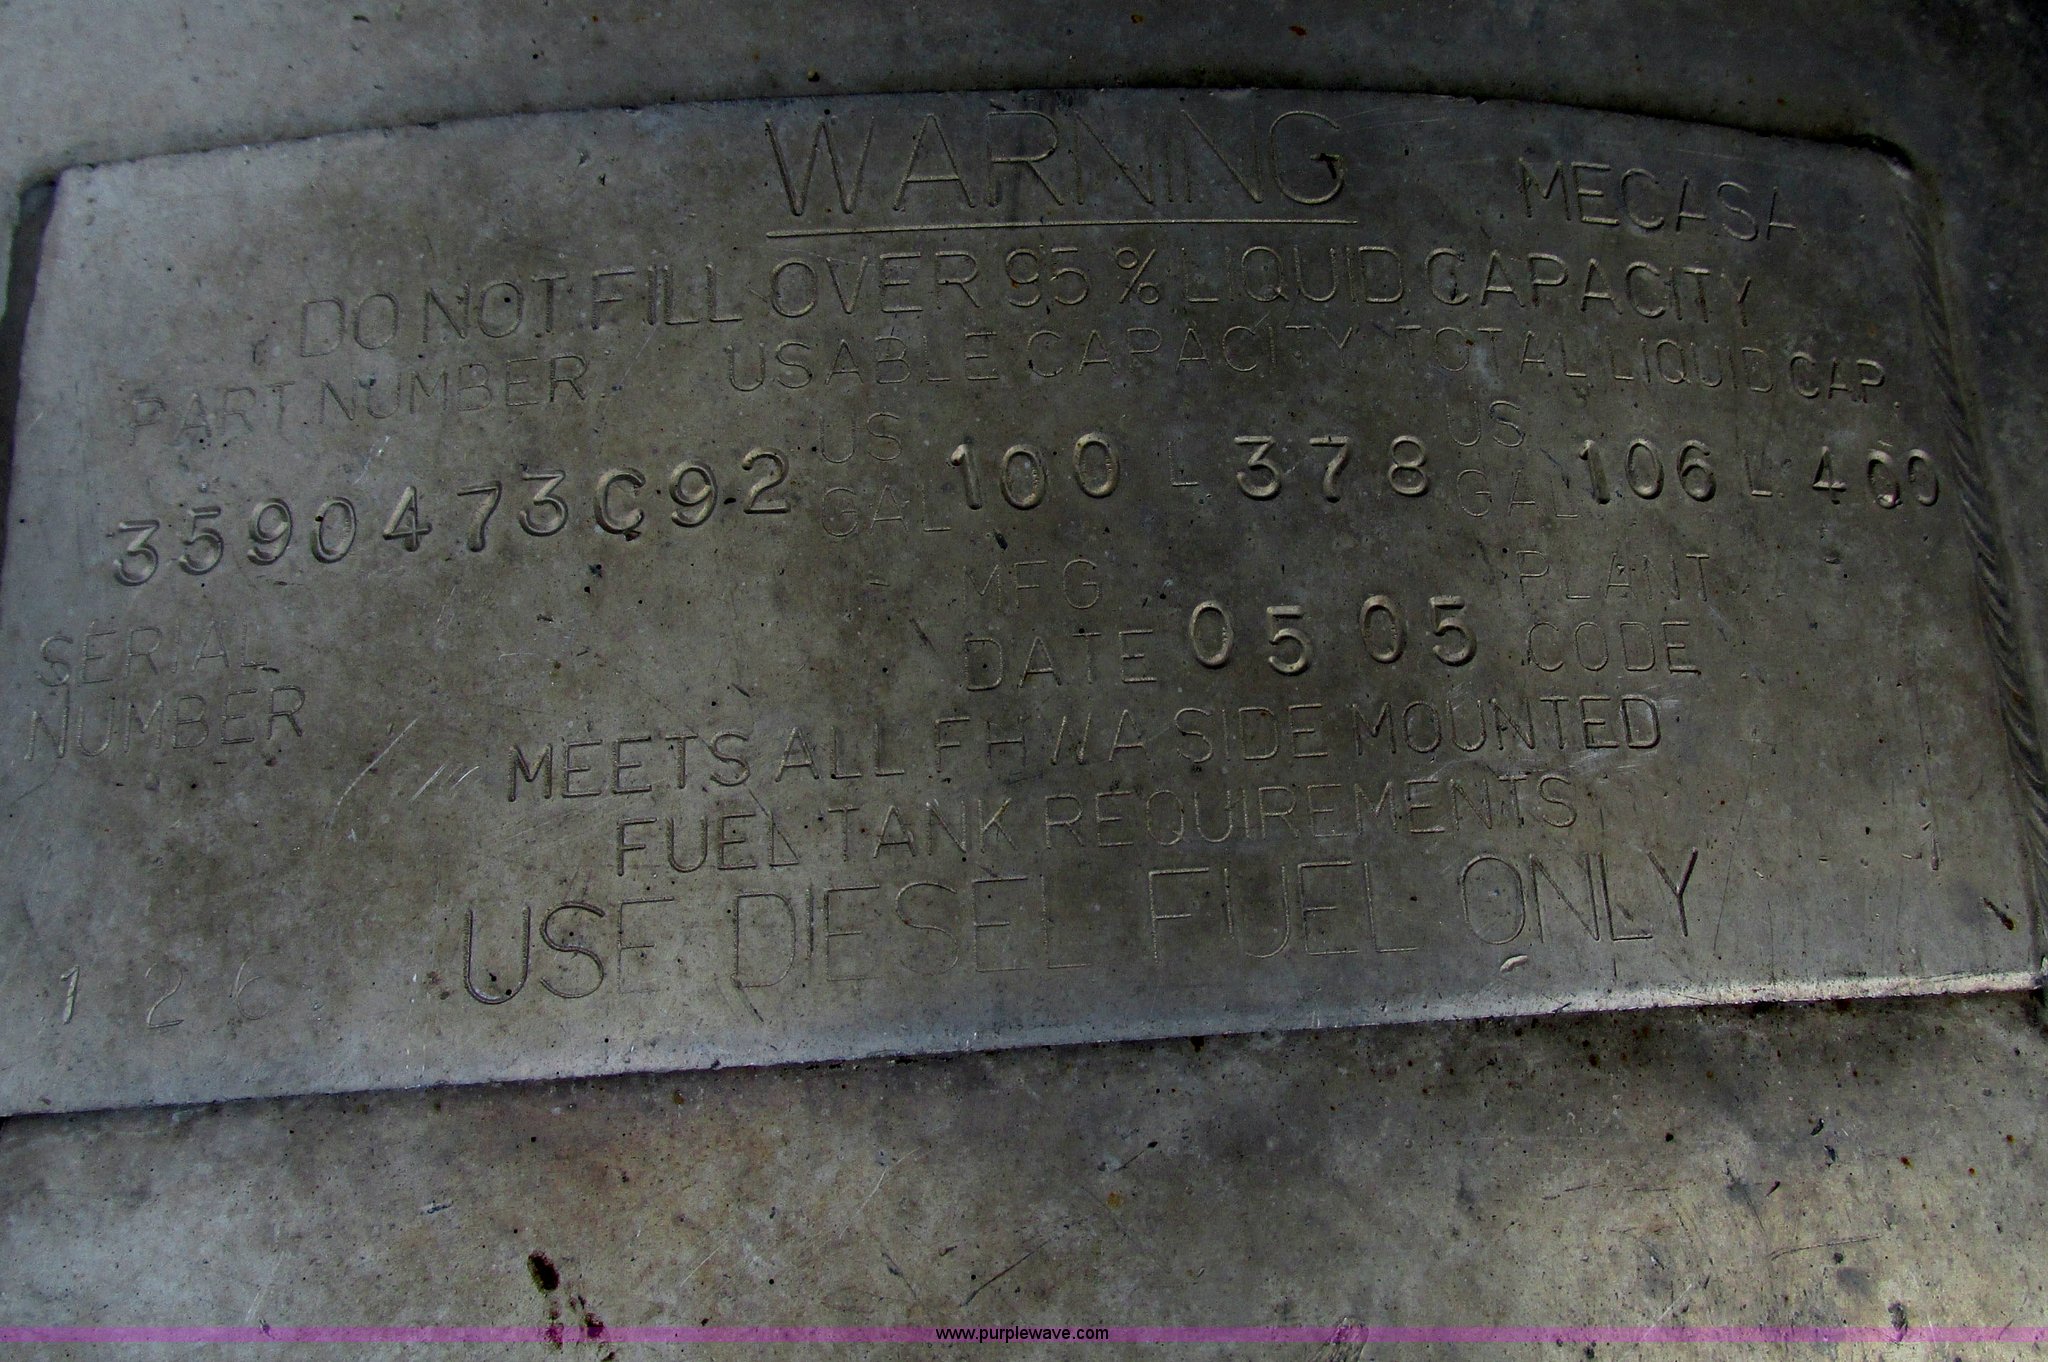 WARNING
MECASA
DO NOT FILL OVER 95 % LIQUID CAPACITY
PART NUMBER USABLE CAPACITY TOTAL LIQUID CAP.
3590473C92 US GAL 100 L 378 US GAL 106 L 400
MFG DATE 05 05 PLANT CODE
SERIAL NUMBER
MEETS ALL FHWA SIDE MOUNTED
FUEL TANK REQUIREMENTS
USE DIESEL FUEL ONLY
126
www.purplewave.com